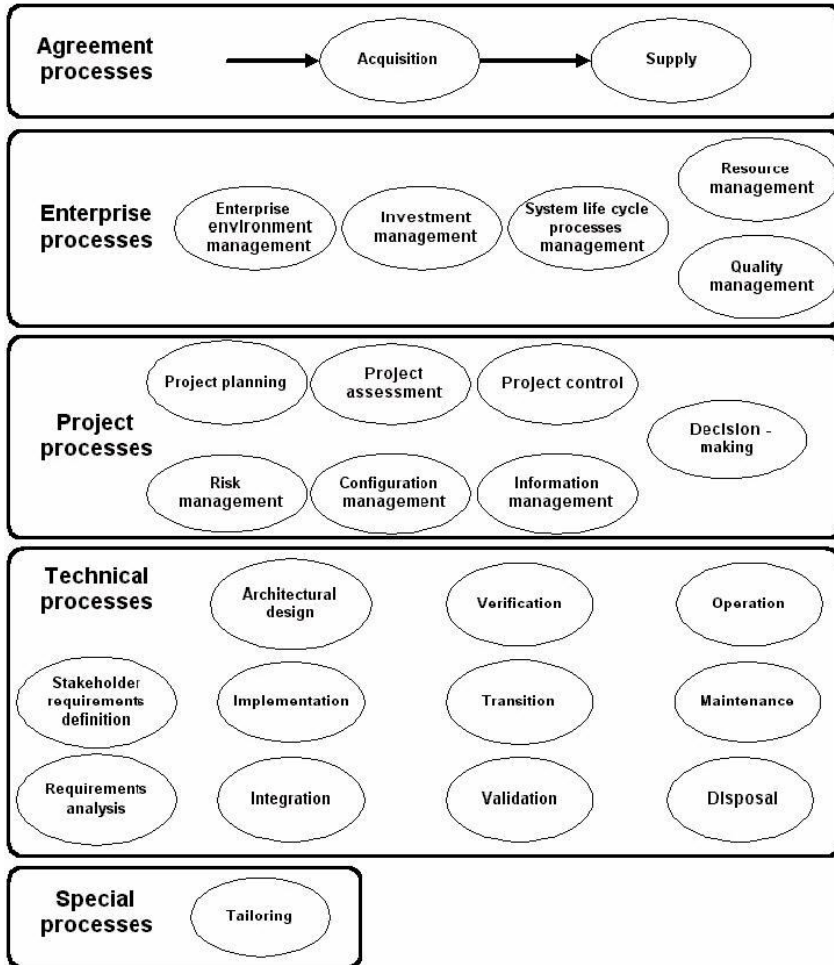 Agreement
processes
Acquisition
Supply
Enterprise
processes
Enterprise
environment
management
Investment
management
System life cycle
processes
management
Resource
management
Quality
management
Project
processes
Project planning
Project
assessment
Project control
Decision -
making
Risk
management
Configuration
management
Information
management
Technical
processes
Architectural
design
Verification
Operation
Stakeholder
requirements
definition
Implementation
Transition
Maintenance
Requirements
analysis
Integration
Validation
Disposal
Special
processes
Tailoring